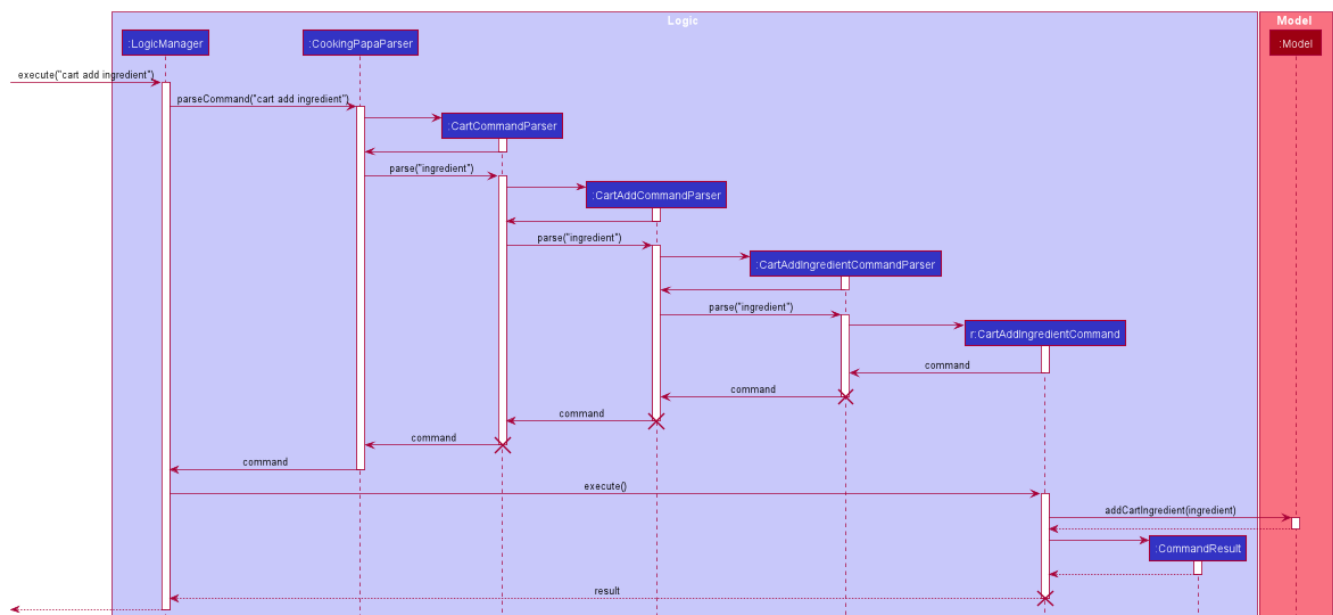 Logic
Model
:LogicManager
:CookingPapaParser
:Model
execute("cart add ingredient")
parseCommand("cart add ingredient")
:CartCommandParser
parse("ingredient")
:CartAddCommandParser
parse("ingredient")
:CartAddIngredientCommandParser
parse("ingredient")
r:CartAddIngredientCommand
command
command
command
command
command
execute()
addCartIngredient(ingredient)
:CommandResult
result